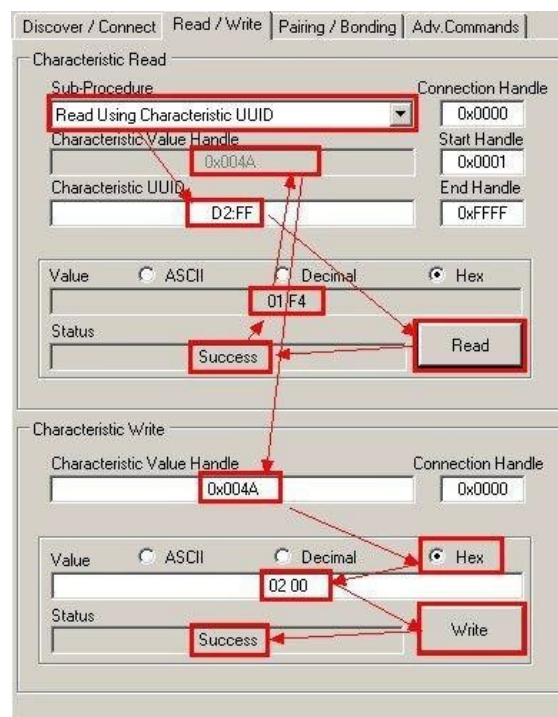 Discover / Connect Read / Write Pairing / Bonding Adv.Commands
Characteristic Read
Sub-Procedure Connection Handle
Read Using Characteristic UUID 0x0000
Characteristic Value Handle Start Handle
0x004A 0x0001
Characteristic UUID End Handle
D2:FF 0xFFFF
Value ASCII Decimal Hex
01 F4
Status
Success Read
Characteristic Write
Characteristic Value Handle Connection Handle
0x004A 0x0000
Value ASCII Decimal Hex
02 00
Status
Success Write